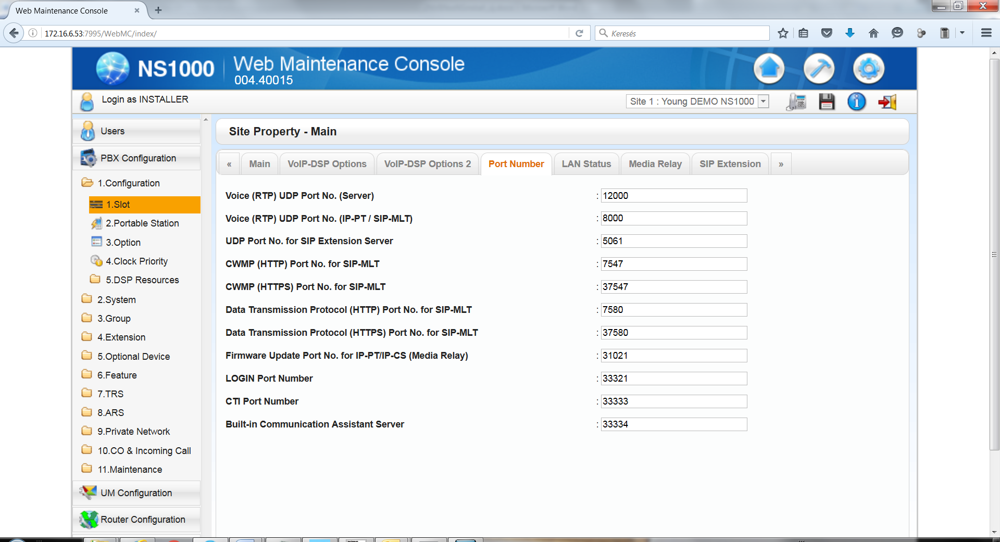 Web Maintenance Console
172.16.6.53:7995/WebMC/index/
Keresés
NS1000
Web Maintenance Console
004.40015
Login as INSTALLER
Site 1 : Young DEMO NS1000
Users
PBX Configuration
1.Configuration
1.Slot
2.Portable Station
3.Option
4.Clock Priority
5.DSP Resources
2.System
3.Group
4.Extension
5.Optional Device
6.Feature
7.TRS
8.ARS
9.Private Network
10.CO & Incoming Call
11.Maintenance
UM Configuration
Router Configuration
Site Property - Main
« Main VoIP-DSP Options VoIP-DSP Options 2 Port Number LAN Status Media Relay SIP Extension »
Voice (RTP) UDP Port No. (Server) : 12000
Voice (RTP) UDP Port No. (IP-PT / SIP-MLT) : 8000
UDP Port No. for SIP Extension Server : 5061
CWMP (HTTP) Port No. for SIP-MLT : 7547
CWMP (HTTPS) Port No. for SIP-MLT : 37547
Data Transmission Protocol (HTTP) Port No. for SIP-MLT : 7580
Data Transmission Protocol (HTTPS) Port No. for SIP-MLT : 37580
Firmware Update Port No. for IP-PT/IP-CS (Media Relay) : 31021
LOGIN Port Number : 33321
CTI Port Number : 33333
Built-in Communication Assistant Server : 33334